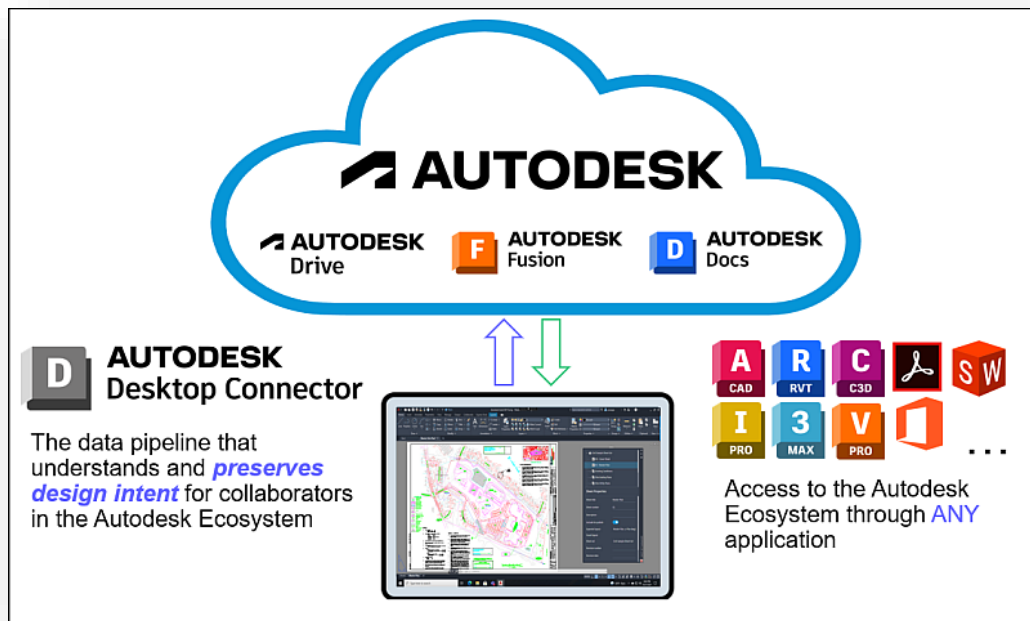 AUTODESK
AUTODESK
Drive
F
AUTODESK
Fusion
D
AUTODESK
Docs
D
AUTODESK
Desktop Connector
The data pipeline that
understands and preserves
design intent for collaborators
in the Autodesk Ecosystem
A
CAD
R
RVT
C
C3D
SW
I
PRO
3
MAX
V
PRO
...
Access to the Autodesk
Ecosystem through ANY
application